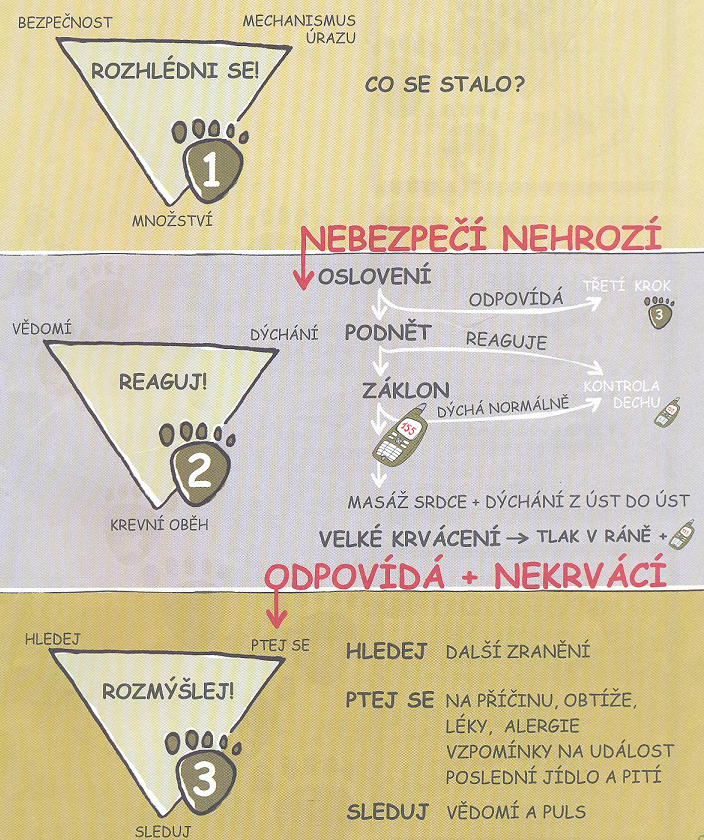 BEZPEČNOST
MECHANISMUS
ÚRAZU
ROZHLÉDNI SE!
1
MNOŽSTVÍ
CO SE STALO?
NEBEZPEČÍ NEHROZÍ
OSLOVENÍ
ODPOVÍDÁ
TŘETÍ KROK
3
VĚDOMÍ
DÝCHÁNÍ
PODNĚT
REAGUJE
REAGUJ!
ZÁKLON
KONTROLA
DECHU
DÝCHÁ NORMÁLNĚ
155
2
KREVNÍ OBĚH
MASÁŽ SRDCE + DÝCHÁNÍ Z ÚST DO ÚST
VELKÉ KRVÁCENÍ → TLAK V RÁNĚ +
ODPOVÍDÁ + NEKRVÁCÍ
HLEDEJ
PTEJ SE
ROZMÝŠLEJ!
3
SLEDUJ
HLEDEJ DALŠÍ ZRANĚNÍ
PTEJ SE NA PŘÍČINU, OBTÍŽE,
LÉKY, ALERGIE
VZPOMÍNKY NA UDÁLOST
POSLEDNÍ JÍDLO A PITÍ
SLEDUJ VĚDOMÍ A PULS